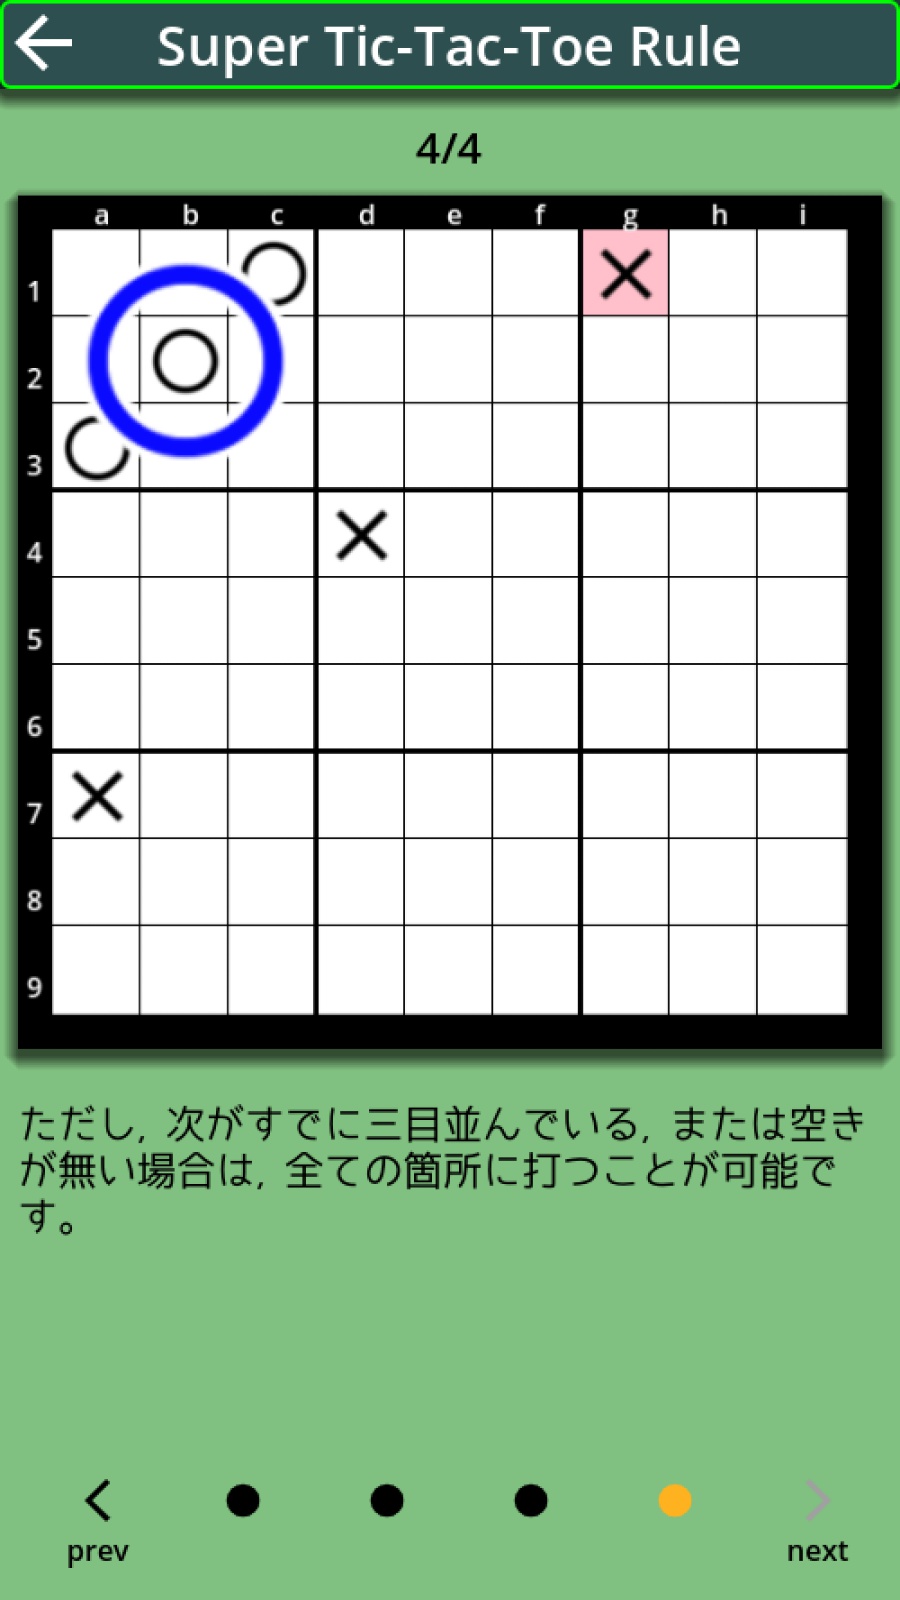 Super Tic-Tac-Toe Rule
4/4
a b c d e f g h i
1
2
3
4
5
6
7
8
9
ただし, 次がすでに三目並んでいる, または空き
が無い場合は, 全ての箇所に打つことが可能で
す。
prev next